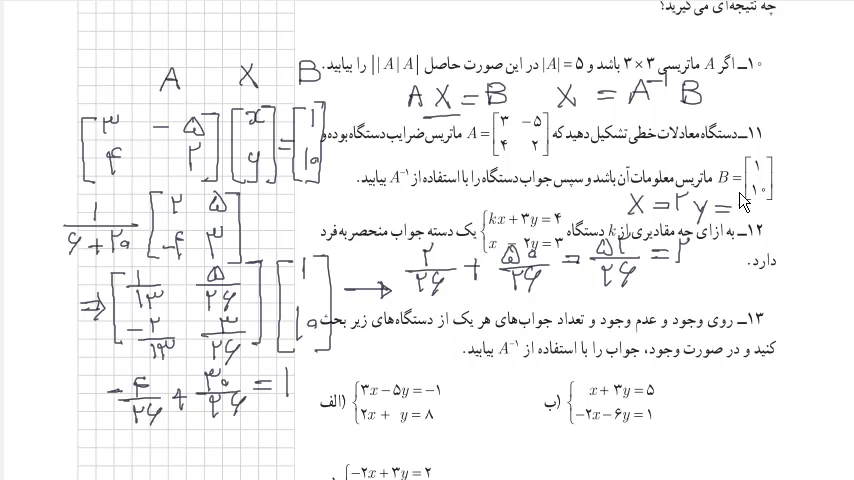 چه نتیجه‌ای می‌گیرید؟
۱۰ــ اگر A ماتریسی ۳×۳ باشد و ۵=|A| در این صورت حاصل ||A|A| را بیابید.
A X B
A X = B X = A⁻¹ B
۱۱ــ دستگاه معادلات خطی تشکیل دهید که A = [۳ −۵ ۴ ۲] ماتریس ضرایب دستگاه بوده و
[۳ −۵ ۴ ۲] [x y] = [۱ ۱۰]
B = [۱ ۱۰] ماتریس معلومات آن باشد و سپس جواب دستگاه را با استفاده از A⁻¹ بیابید.
x = ۲ y =
۱/(۶+۲۰) [۲ ۵ −۴ ۳]
۱۲ــ به ازای چه مقادیری از k دستگاه {kx + ۳y = ۴ x − ۲y = ۳ یک دسته جواب منحصر به فرد
دارد.
⇒ [۱/۱۳ ۵/۲۶ −۲/۱۳ ۳/۲۶] [۱ ۱۰] → ۲/۲۶ + ۵۰/۲۶ = ۵۲/۲۶ = ۲
۱۳ــ روی وجود و عدم وجود و تعداد جواب‌های هر یک از دستگاه‌های زیر بحث
کنید و در صورت وجود، جواب را با استفاده از A⁻¹ بیابید.
−۴/۲۶ + ۳۰/۲۶ = ۱
الف) {۳x − ۵y = −۱ ۲x + y = ۸
ب) {x + ۳y = ۵ −۲x − ۶y = ۱
{−۲x + ۳y = ۲